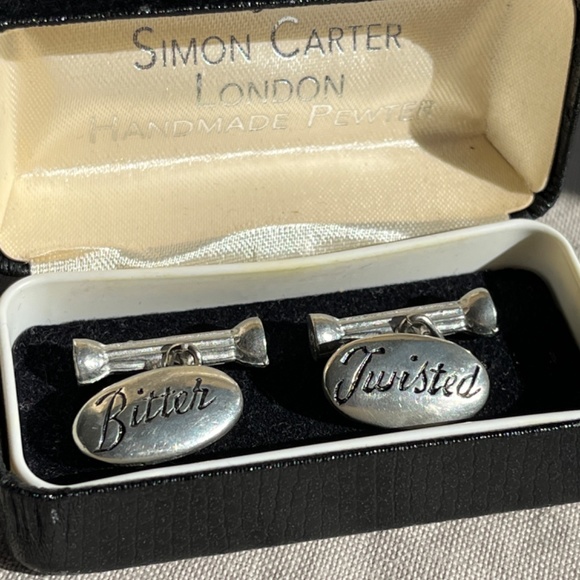 SIMON CARTER
LONDON
HANDMADE PEWTER
Bitter
Twisted